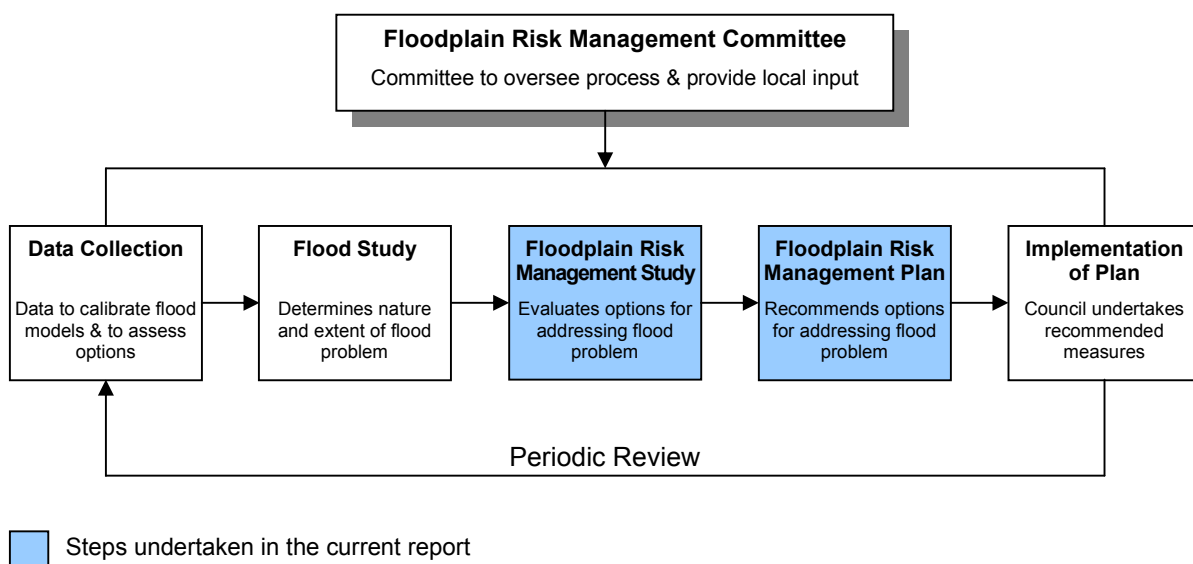 Floodplain Risk Management Committee
Committee to oversee process & provide local input
Data Collection
Data to calibrate flood
models & to assess
options
Flood Study
Determines nature
and extent of flood
problem
Floodplain Risk
Management Study
Evaluates options for
addressing flood
problem
Floodplain Risk
Management Plan
Recommends options
for addressing flood
problem
Implementation
of Plan
Council undertakes
recommended
measures
Periodic Review
Steps undertaken in the current report